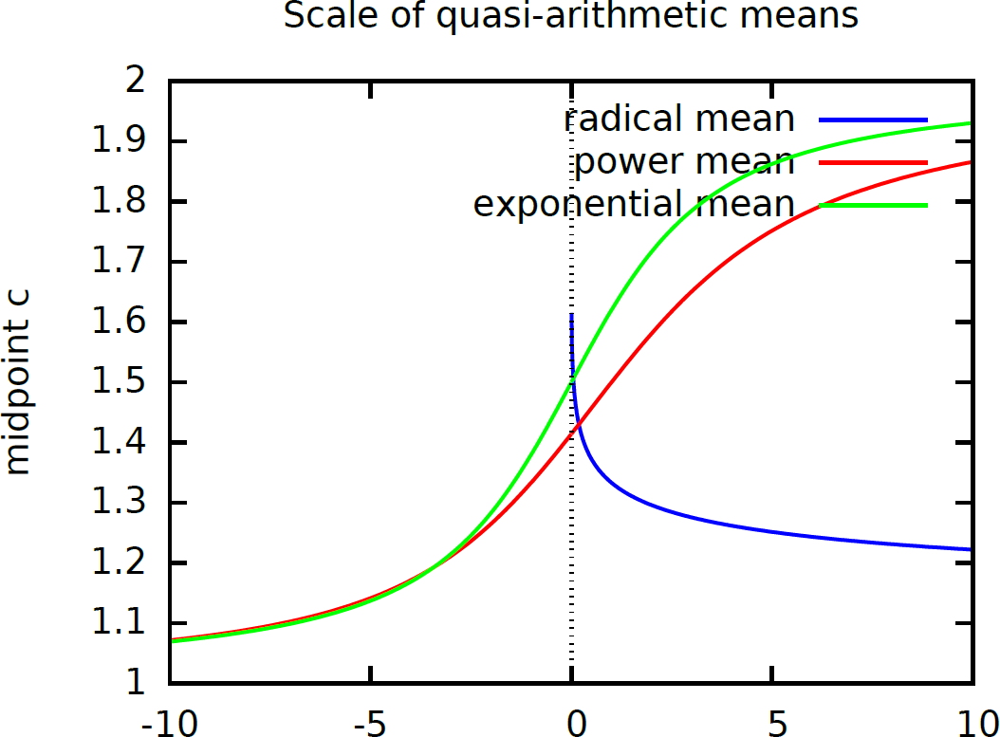 Scale of quasi-arithmetic means
2
1.9
1.8
1.7
1.6
1.5
1.4
1.3
1.2
1.1
1
midpoint c
radical mean
power mean
exponential mean
-10 -5 0 5 10